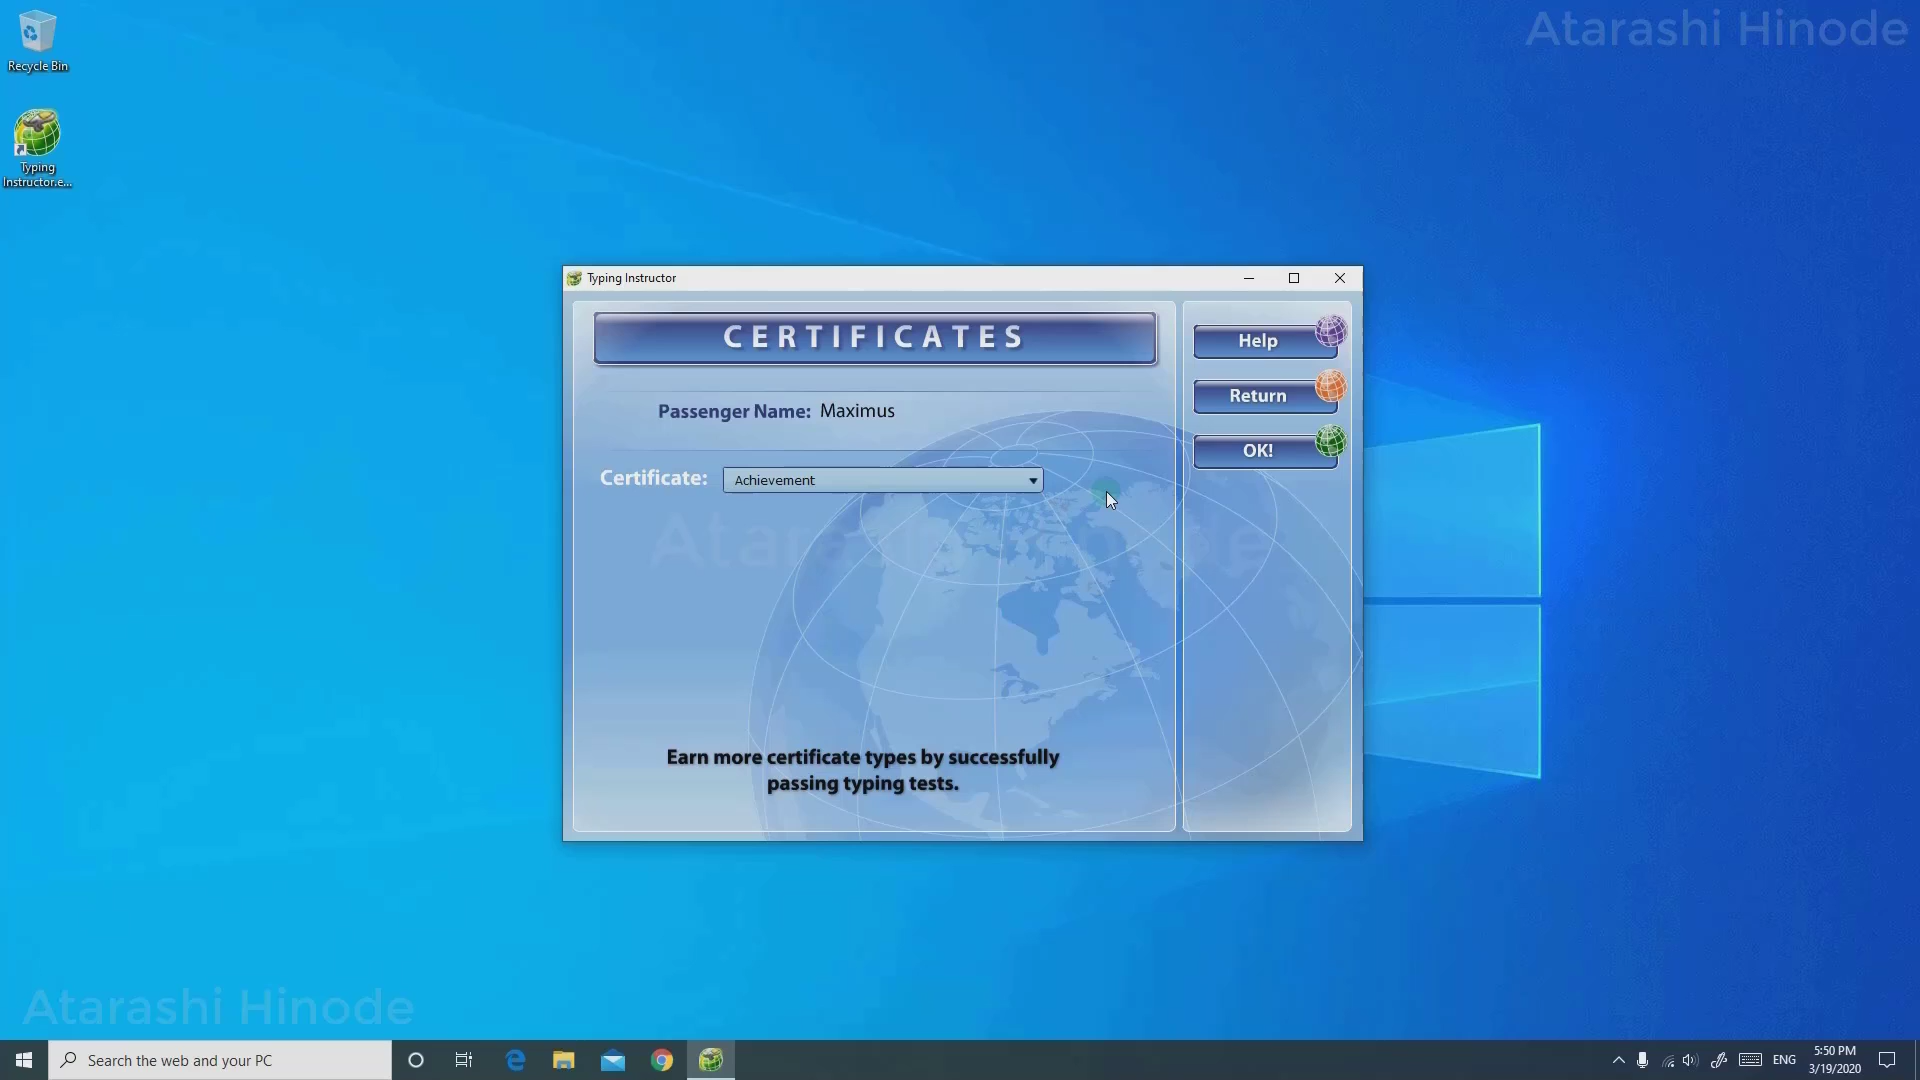 Atarashi Hinode
Recycle Bin
Typing
Instructor.e...
Typing Instructor
CERTIFICATES
Help
Passenger Name: Maximus
Return
OK!
Certificate: Achievement
Atarashi Hinode
Earn more certificate types by successfully
passing typing tests.
Atarashi Hinode
Search the web and your PC
ENG
5:50 PM
3/19/2020